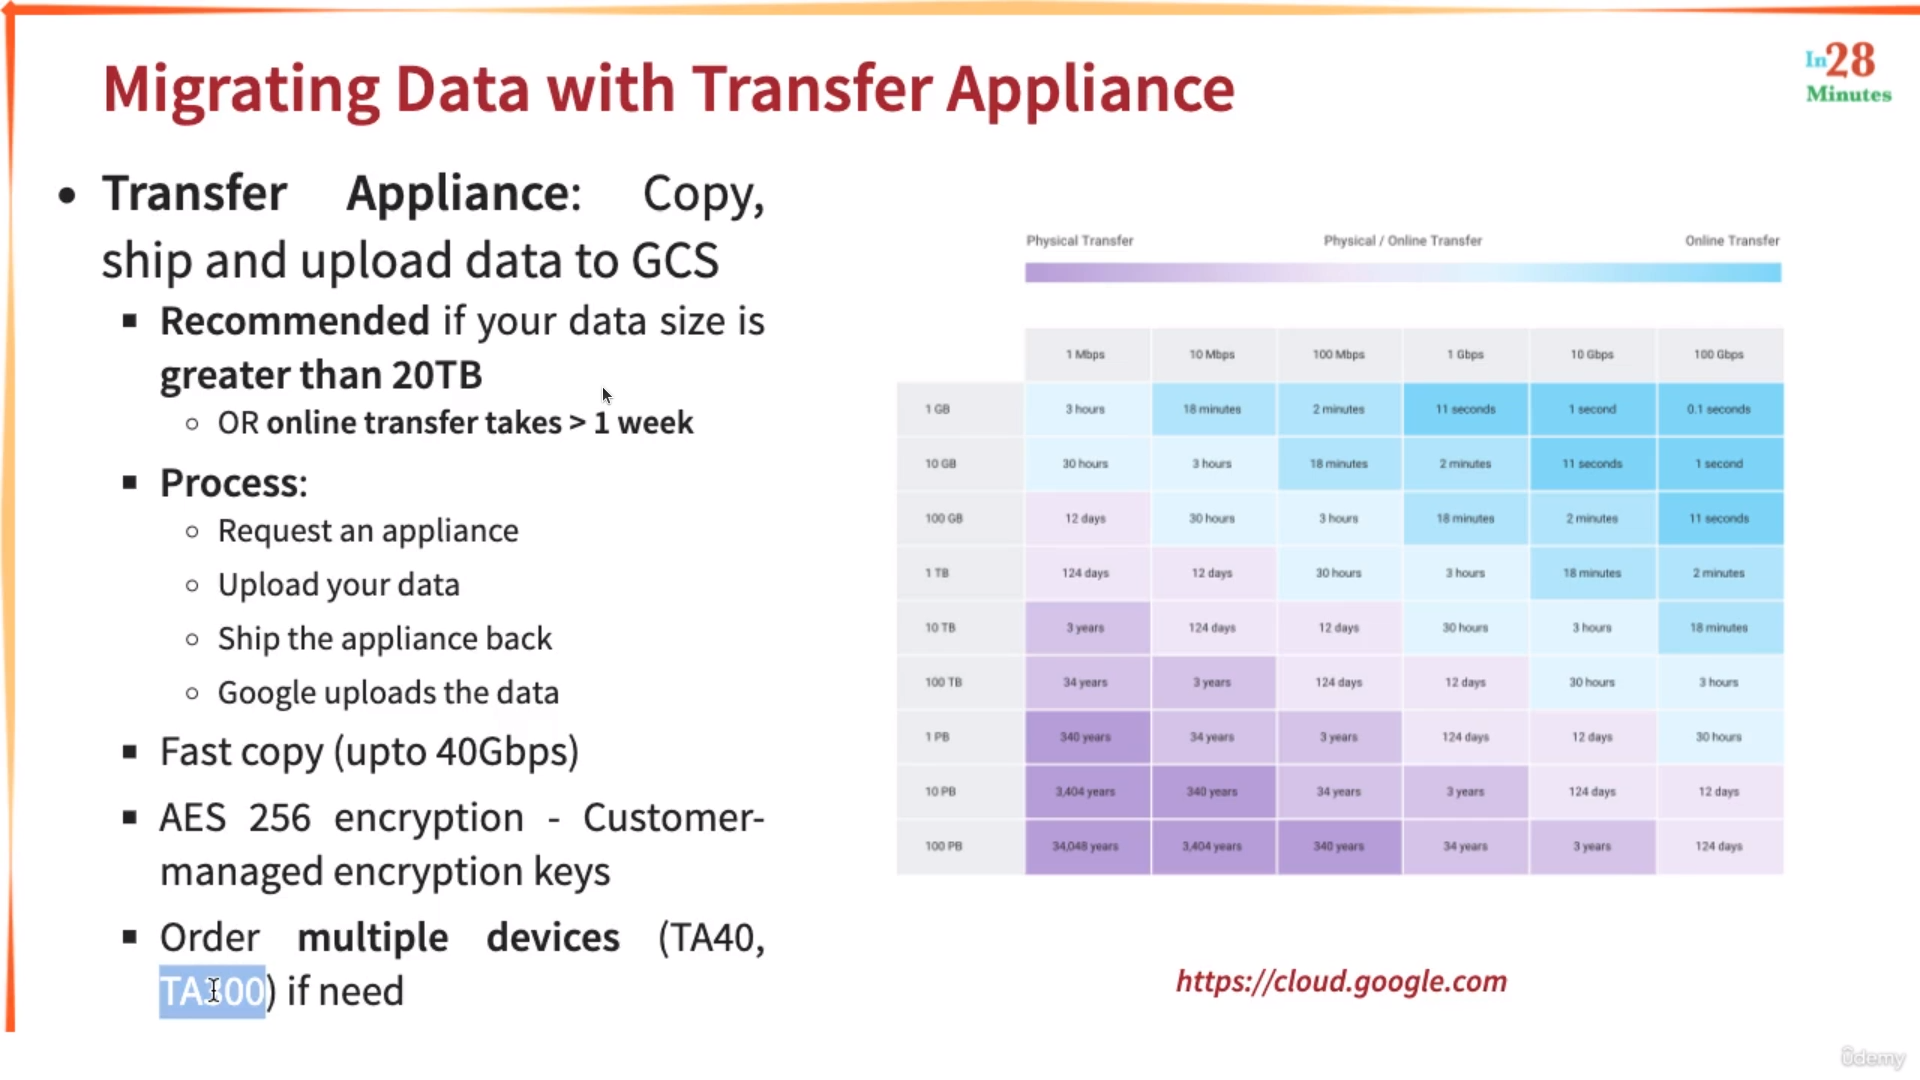 Migrating Data with Transfer Appliance
In28
Minutes
• Transfer Appliance: Copy,
ship and upload data to GCS
▪ Recommended if your data size is
greater than 20TB
○ OR online transfer takes > 1 week
▪ Process:
○ Request an appliance
○ Upload your data
○ Ship the appliance back
○ Google uploads the data
▪ Fast copy (upto 40Gbps)
▪ AES 256 encryption - Customer-
managed encryption keys
▪ Order multiple devices (TA40,
TA300) if need
Physical Transfer Physical / Online Transfer Online Transfer
1 Mbps 10 Mbps 100 Mbps 1 Gbps 10 Gbps 100 Gbps
1 GB 3 hours 18 minutes 2 minutes 11 seconds 1 second 0.1 seconds
10 GB 30 hours 3 hours 18 minutes 2 minutes 11 seconds 1 second
100 GB 12 days 30 hours 3 hours 18 minutes 2 minutes 11 seconds
1 TB 124 days 12 days 30 hours 3 hours 18 minutes 2 minutes
10 TB 3 years 124 days 12 days 30 hours 3 hours 18 minutes
100 TB 34 years 3 years 124 days 12 days 30 hours 3 hours
1 PB 340 years 34 years 3 years 124 days 12 days 30 hours
10 PB 3,404 years 340 years 34 years 3 years 124 days 12 days
100 PB 34,048 years 3,404 years 340 years 34 years 3 years 124 days
https://cloud.google.com
ûdemy